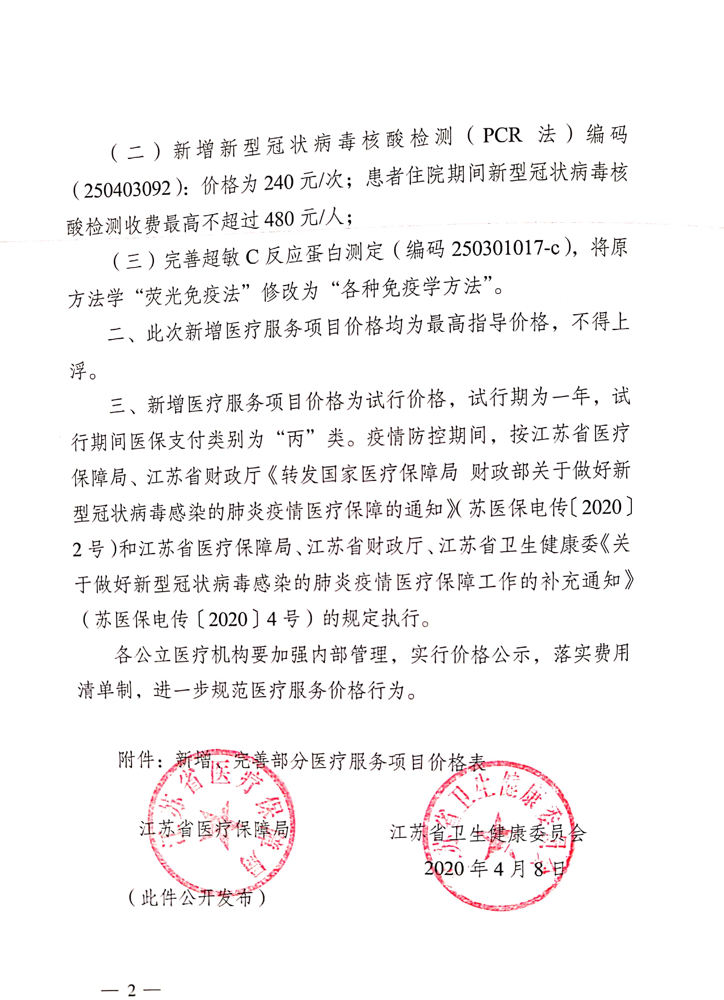 （二）新增新型冠状病毒核酸检测（PCR 法）编码
（250403092）：价格为 240 元/次；患者住院期间新型冠状病毒核
酸检测收费最高不超过 480 元/人；
（三）完善超敏 C 反应蛋白测定（编码 250301017-c），将原
方法学“荧光免疫法”修改为“各种免疫学方法”。
二、此次新增医疗服务项目价格均为最高指导价格，不得上
浮。
三、新增医疗服务项目价格为试行价格，试行期为一年，试
行期间医保支付类别为“丙”类。疫情防控期间，按江苏省医疗
保障局、江苏省财政厅《转发国家医疗保障局 财政部关于做好新
型冠状病毒感染的肺炎疫情医疗保障的通知》（苏医保电传〔2020〕
2 号）和江苏省医疗保障局、江苏省财政厅、江苏省卫生健康委《关
于做好新型冠状病毒感染的肺炎疫情医疗保障工作的补充通知》
（苏医保电传〔2020〕4 号）的规定执行。
各公立医疗机构要加强内部管理，实行价格公示，落实费用
清单制，进一步规范医疗服务价格行为。
附件：新增、完善部分医疗服务项目价格表
江苏省医疗保障局
江苏省卫生健康委员会
江苏省医疗保障局 江苏省卫生健康委员会
2020 年 4 月 8 日
（此件公开发布）
— 2 —